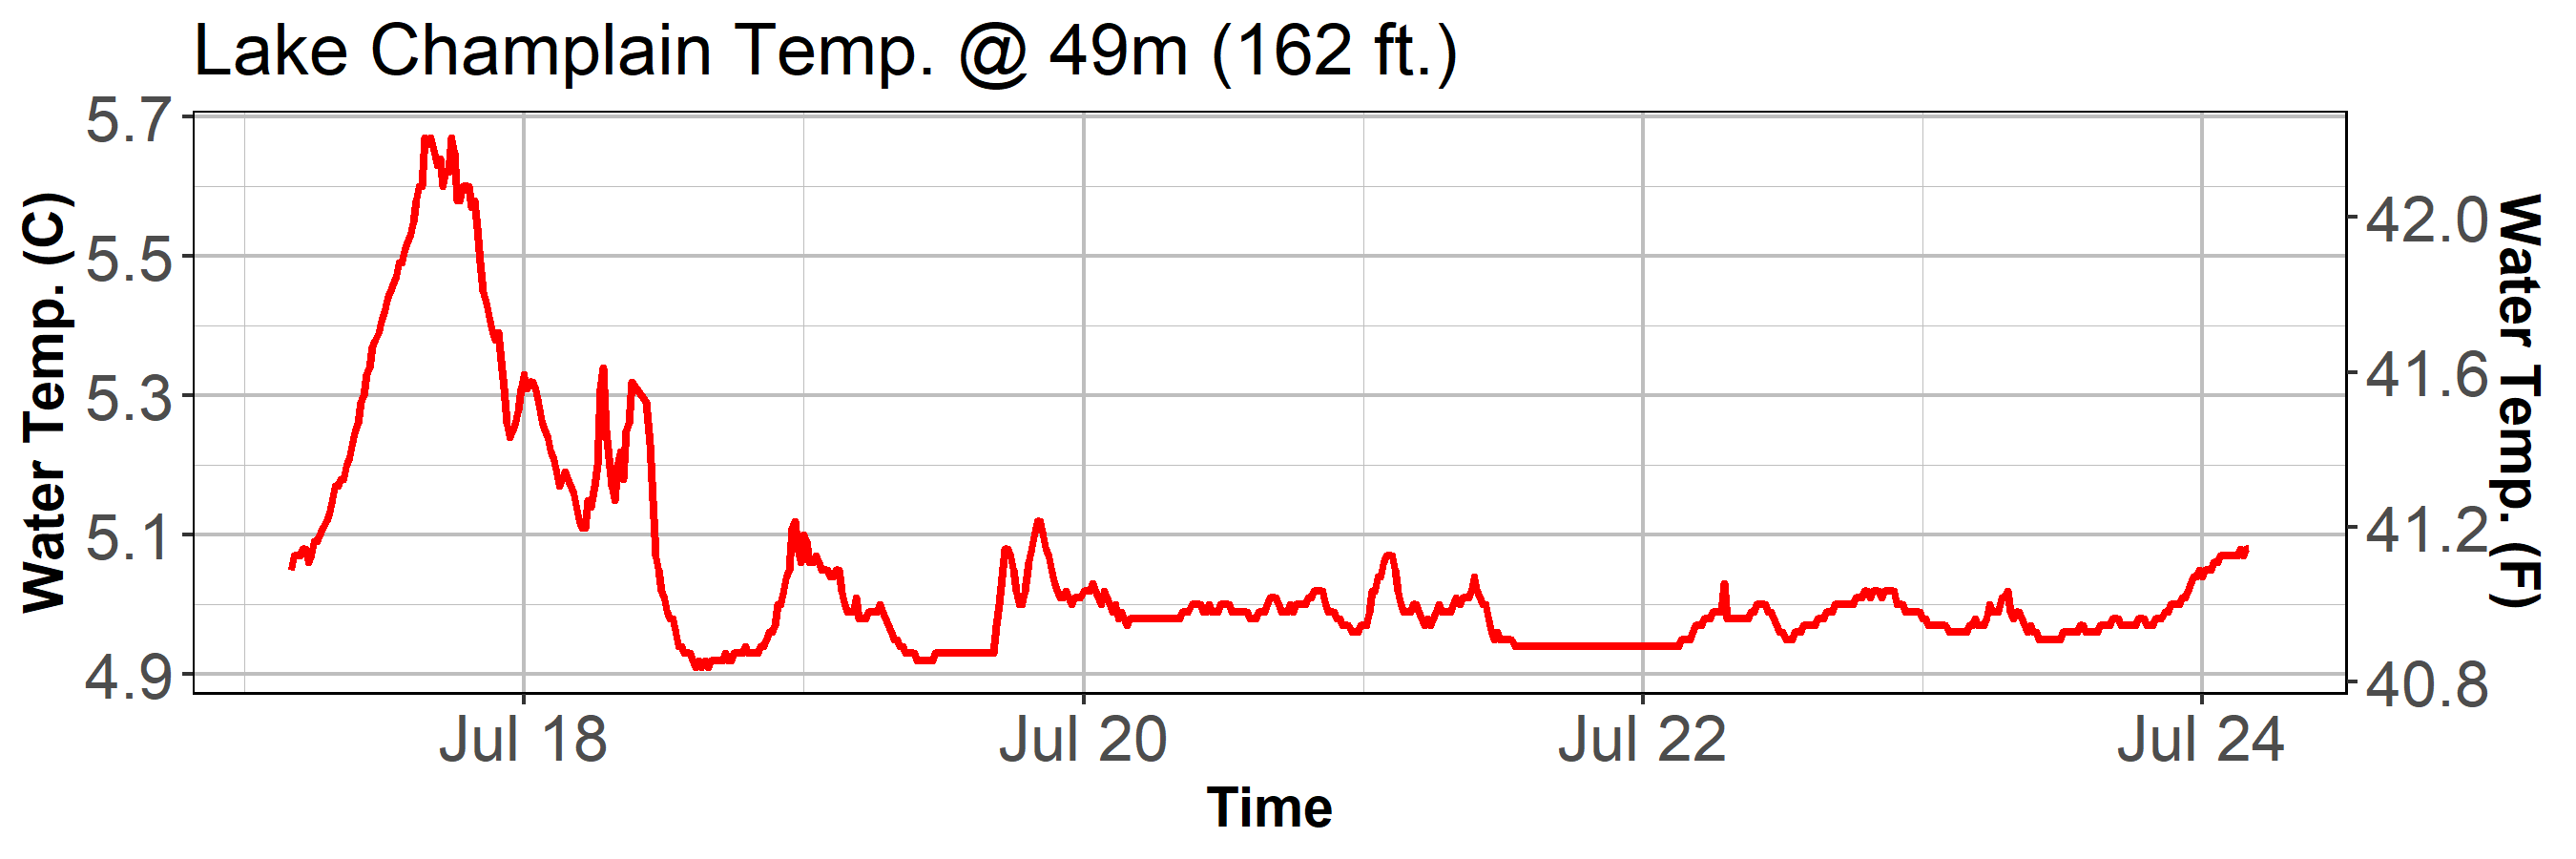 Lake Champlain Temp. @ 49m (162 ft.)
Water Temp. (C)
5.7
5.5
5.3
5.1
4.9
42.0
41.6
41.2
40.8
Water Temp. (F)
Jul 18 Jul 20 Jul 22 Jul 24
Time